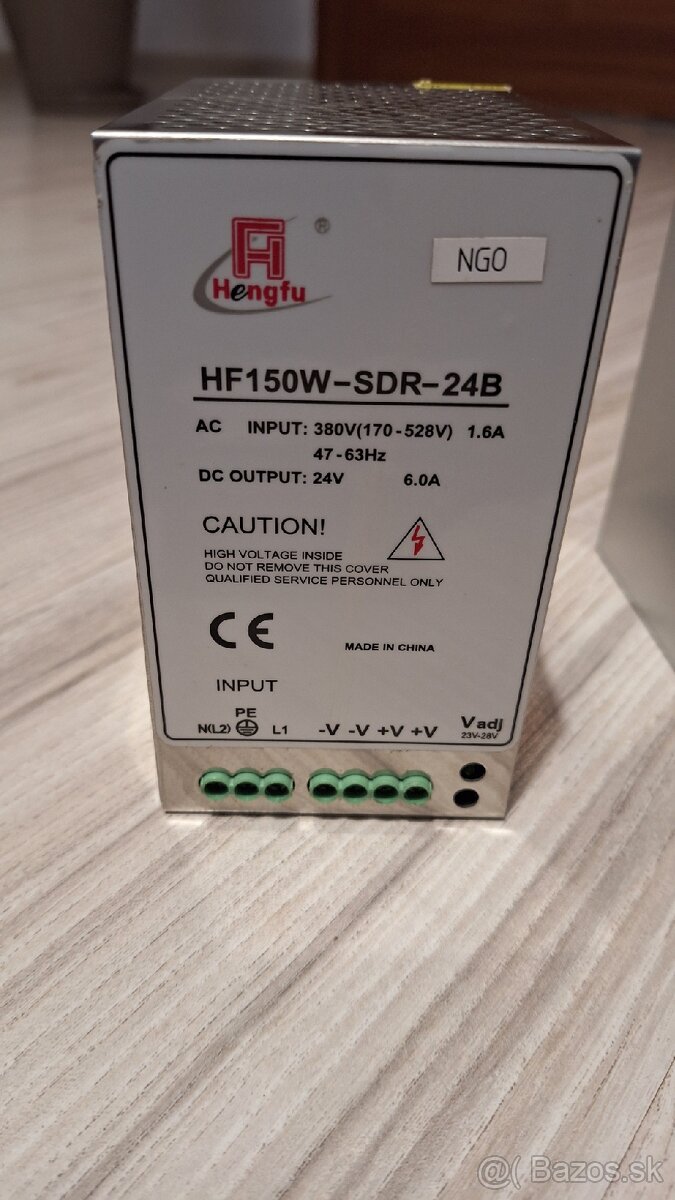 ®
Hengfu
NGO
HF150W-SDR-24B
AC INPUT: 380V(170-528V) 1.6A
47-63Hz
DC OUTPUT: 24V 6.0A
CAUTION!
HIGH VOLTAGE INSIDE
DO NOT REMOVE THIS COVER
QUALIFIED SERVICE PERSONNEL ONLY
CE
MADE IN CHINA
INPUT
PE
N(L2) L1 -V -V +V +V Vadj
23V-28V
@( Bazos.sk